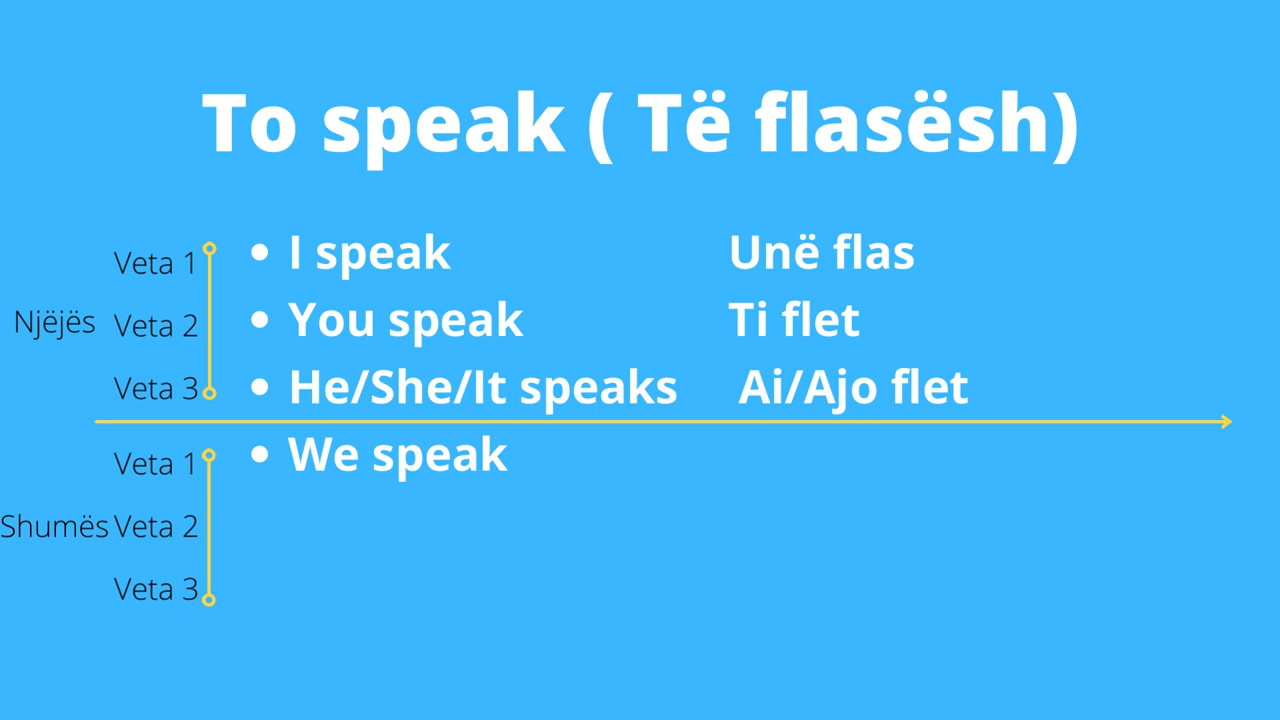 To speak ( Të flasësh)
Veta 1 • I speak Unë flas
Njëjës Veta 2 • You speak Ti flet
Veta 3 • He/She/It speaks Ai/Ajo flet
Veta 1 • We speak
Shumës Veta 2
Veta 3